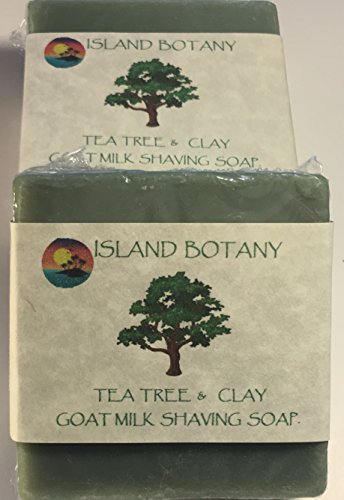 ISLAND BOTANY
TEA TREE & CLAY
GOAT MILK SHAVING SOAP.
ISLAND BOTANY
TEA TREE & CLAY
GOAT MILK SHAVING SOAP.